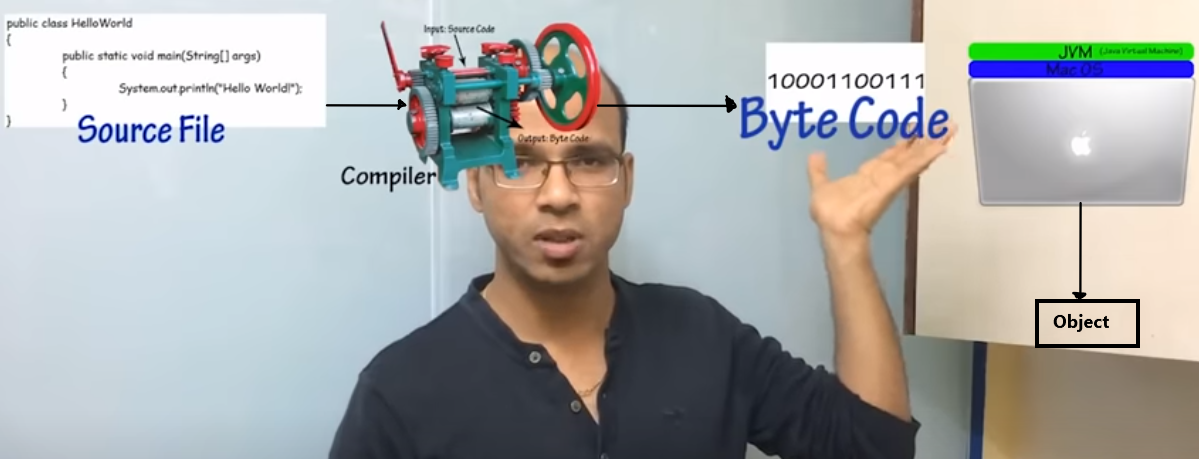 public class HelloWorld
{
public static void main(String[] args)
{
System.out.println("Hello World!");
}
}
Source File
Input: Source Code
Output: Byte Code
Compiler
10001100111
Byte Code
JVM (Java Virtual Machine)
Mac OS
Object